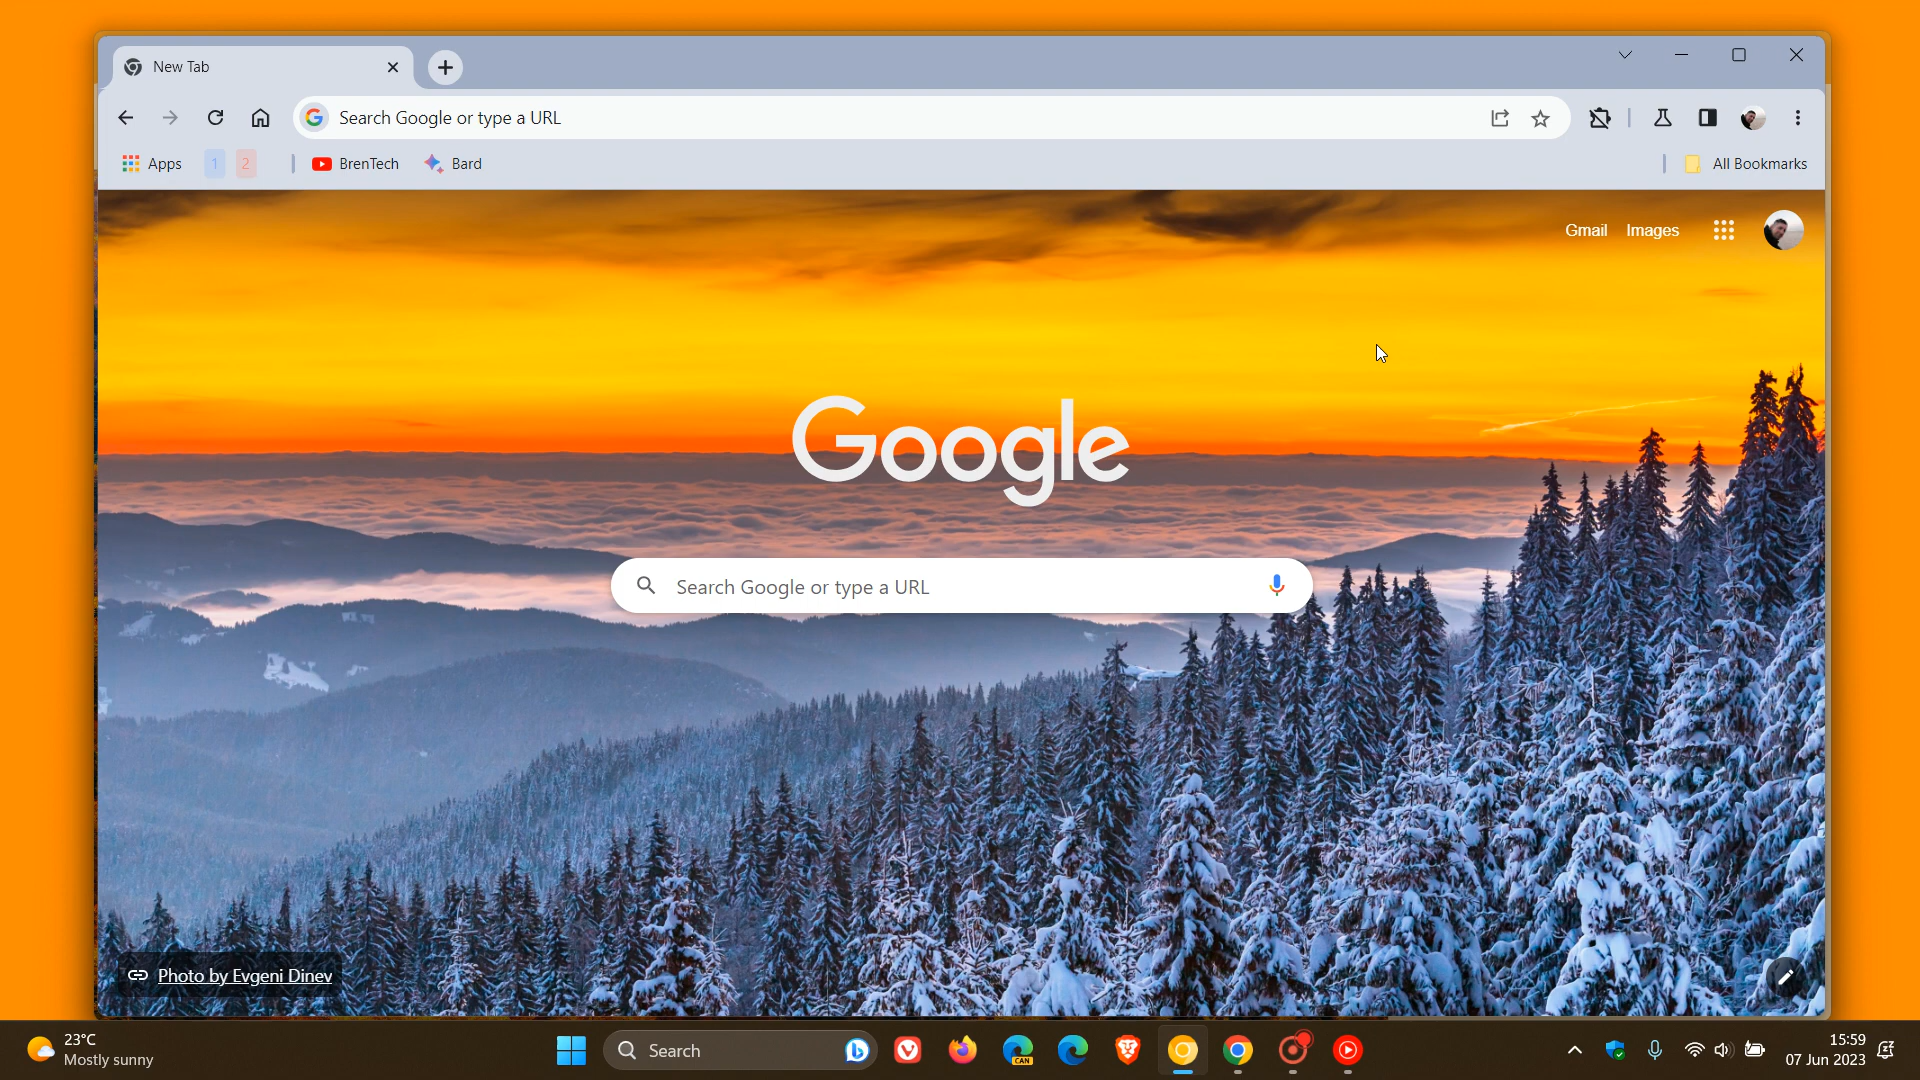 New Tab
Search Google or type a URL
Apps
1
2
BrenTech
Bard
All Bookmarks
Gmail
Images
Google
Search Google or type a URL
Photo by Evgeni Dinev
23°C
Mostly sunny
Search
CAN
15:59
07 Jun 2023